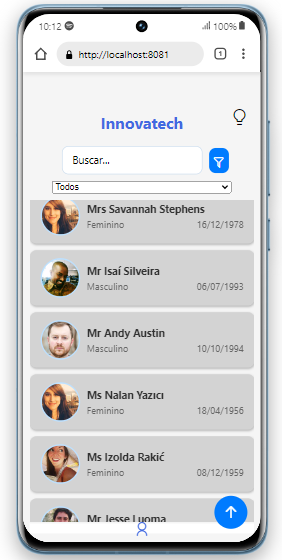 10:12
100%
http://localhost:8081
1
Innovatech
Buscar...
Todos
Mrs Savannah Stephens
Feminino 16/12/1978
Mr Isaí Silveira
Masculino 06/07/1993
Mr Andy Austin
Masculino 10/10/1994
Ms Nalan Yazıcı
Feminino 18/04/1956
Ms Izolda Rakić
Feminino 08/12/1959
Mr Jesse Luoma